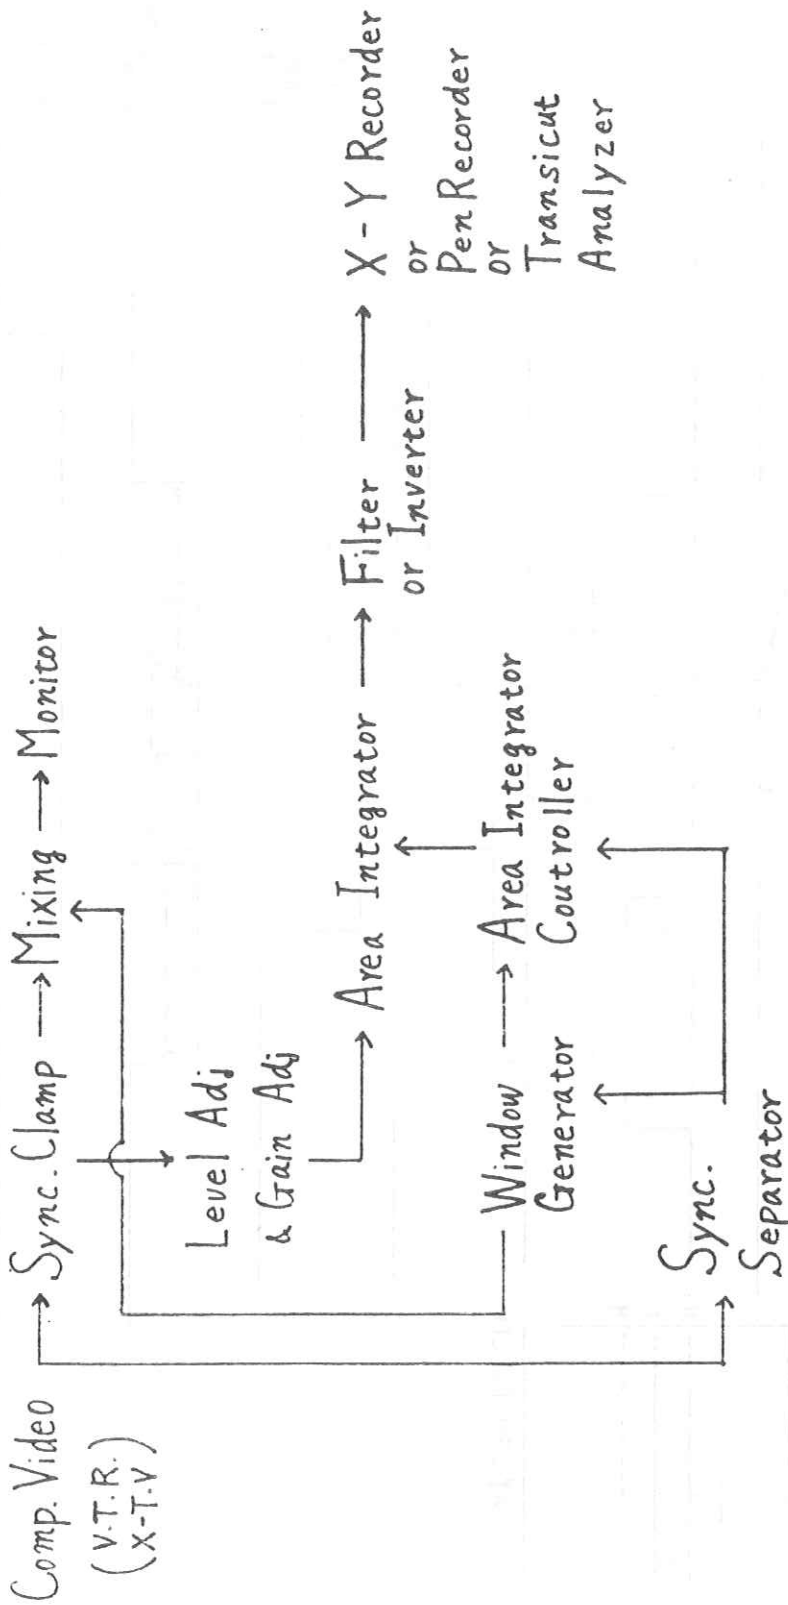 Comp. Video
(V.T.R.
X-T.V)
Sync. Clamp
Mixing
Monitor
Level Adj
& Gain Adj
Area Integrator
Filter
or Inverter
X-Y Recorder
or
Pen Recorder
or
Transicut
Analyzer
Window
Generator
Area Integrator
Coutroller
Sync.
Separator